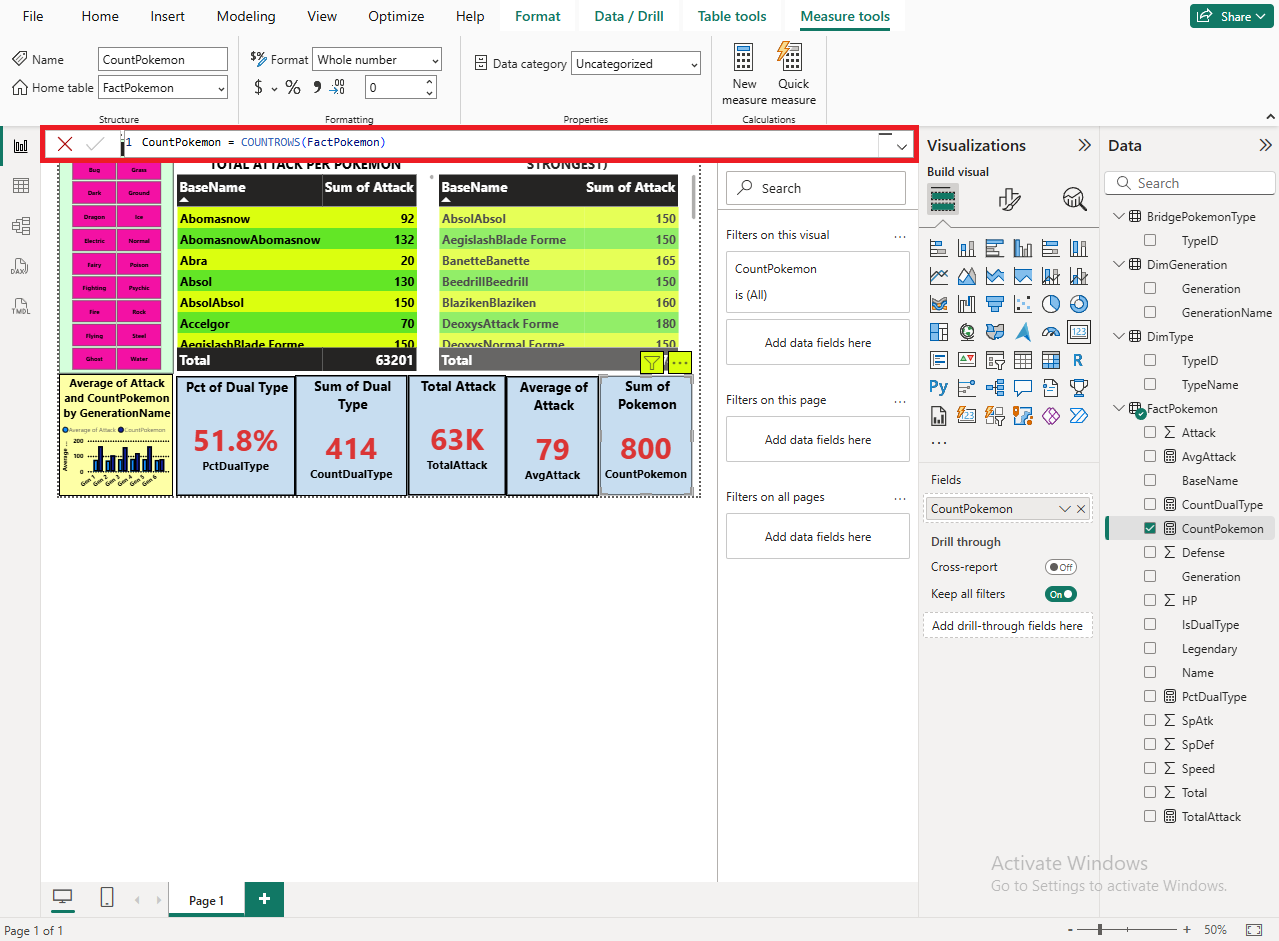 File Home Insert Modeling View Optimize Help Format Data / Drill Table tools Measure tools Share
Name CountPokemon
Home table FactPokemon
Structure
Format Whole number
$ % 9 .00 0
Formatting
Data category Uncategorized
Properties
New measure
Quick measure
Calculations
1 CountPokemon = COUNTROWS(FactPokemon)
Bug Grass
Dark Ground
Dragon Ice
Electric Normal
Fairy Poison
Fighting Psychic
Fire Rock
Flying Steel
Ghost Water
TOTAL ATTACK PER POKEMON
BaseName Sum of Attack
Abomasnow 92
AbomasnowAbomasnow 132
Abra 20
Absol 130
AbsolAbsol 150
Accelgor 70
AegislashBlade Forme 150
Total 63201
STRONGEST)
BaseName Sum of Attack
AbsolAbsol 150
AegislashBlade Forme 150
BanetteBanette 165
BeedrillBeedrill 150
BlazikenBlaziken 160
DeoxysAttack Forme 180
DeoxysNormal Forme 150
Total
Average of Attack
and CountPokemon
by GenerationName
Average of Attack CountPokemon
Average ...
200
100
0
Gen 1 Gen 2 Gen 3 Gen 4 Gen 5 Gen 6
Pct of Dual Type
51.8%
PctDualType
Sum of Dual
Type
414
CountDualType
Total Attack
63K
TotalAttack
Average of
Attack
79
AvgAttack
Sum of
Pokemon
800
CountPokemon
Search
Filters on this visual ...
CountPokemon
is (All)
Add data fields here
Filters on this page ...
Add data fields here
Filters on all pages ...
Add data fields here
Visualizations
Build visual
123
R
Py
123
...
Fields
CountPokemon
Drill through
Cross-report Off
Keep all filters On
Add drill-through fields here
Data
Search
BridgePokemonType
TypeID
DimGeneration
Generation
GenerationName
DimType
TypeID
TypeName
FactPokemon
Attack
AvgAttack
BaseName
CountDualType
CountPokemon
Defense
Generation
HP
IsDualType
Legendary
Name
PctDualType
SpAtk
SpDef
Speed
Total
TotalAttack
DAX
TMDL
Activate Windows
Go to Settings to activate Windows.
Page 1 +
Page 1 of 1
- + 50%